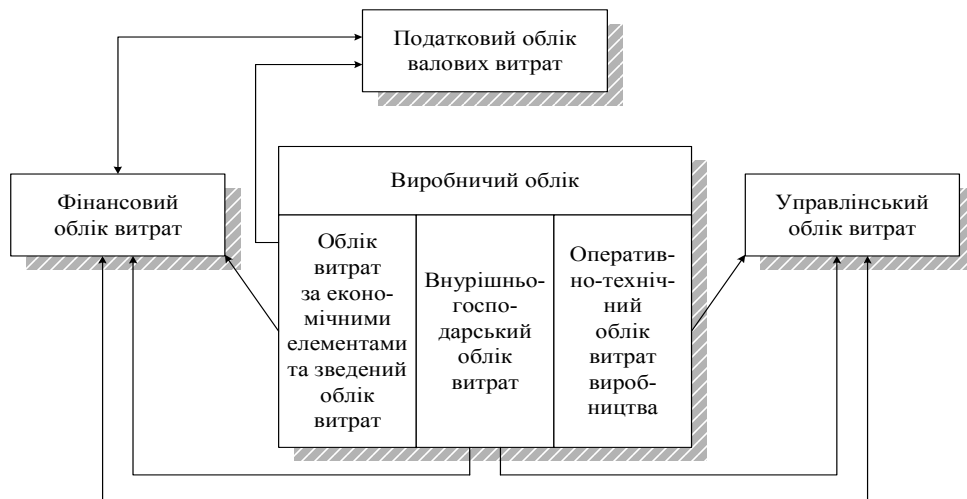 Податковий облік
валових витрат
Виробничий облік
Фінансовий
облік витрат
Управлінський
облік витрат
Облік
витрат
за еконо-
мічними
елементами
та зведений
облік
витрат
Внурішньо-
госпо-
дарський
облік
витрат
Оператив-
но-техніч-
ний
облік
витрат
вироб-
ництва